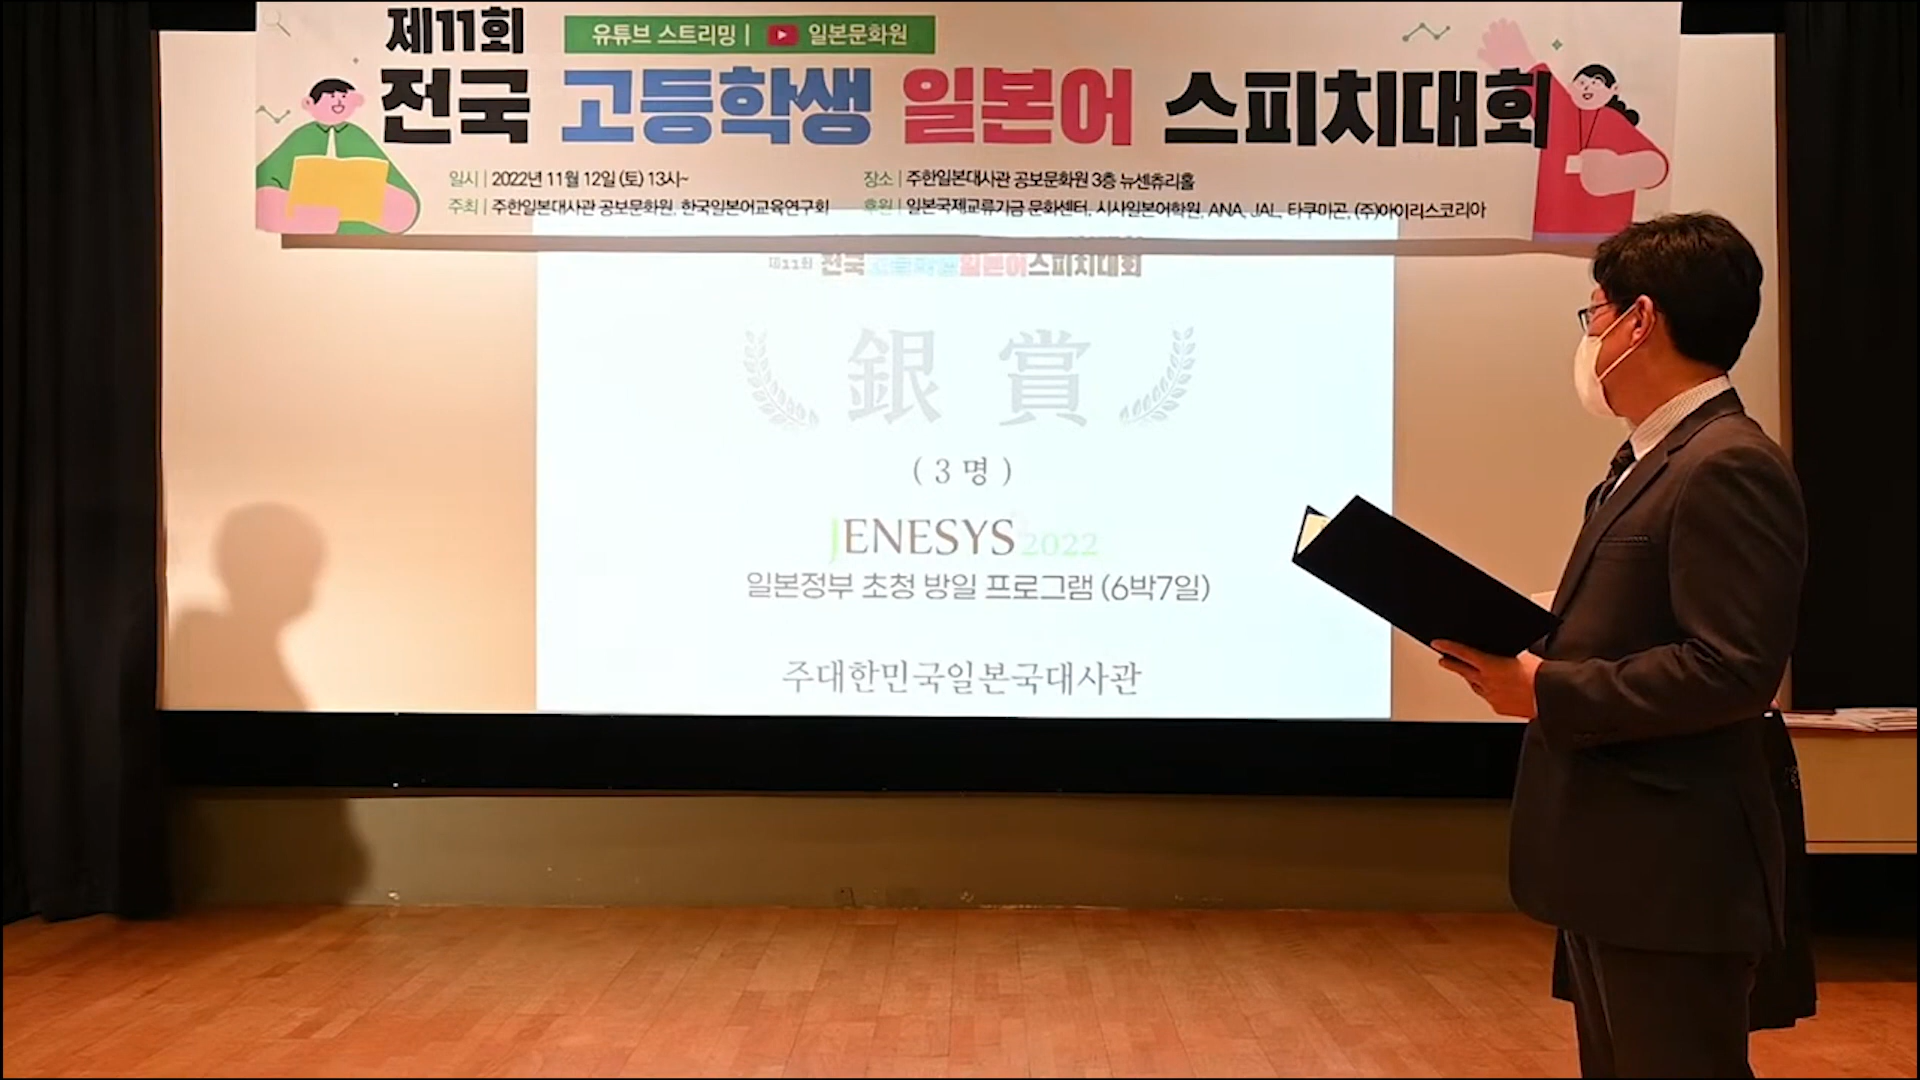 제11회
유튜브 스트리밍 | 일본문화원
전국 고등학생 일본어 스피치대회
일시 | 2022년 11월 12일 (토) 13시~
장소 | 주한일본대사관 공보문화원 3층 뉴센츄리홀
주최 | 주한일본대사관 공보문화원, 한국일본어교육연구회
후원 | 일본국제교류기금 문화센터, 시사일본어학원, ANA, JAL, 타쿠미곤, (주)아이리스코리아
제11회 전국고등학생일본어스피치대회
銀賞
( 3 명 )
JENESYS 2022
일본정부 초청 방일 프로그램 (6박7일)
주대한민국일본국대사관